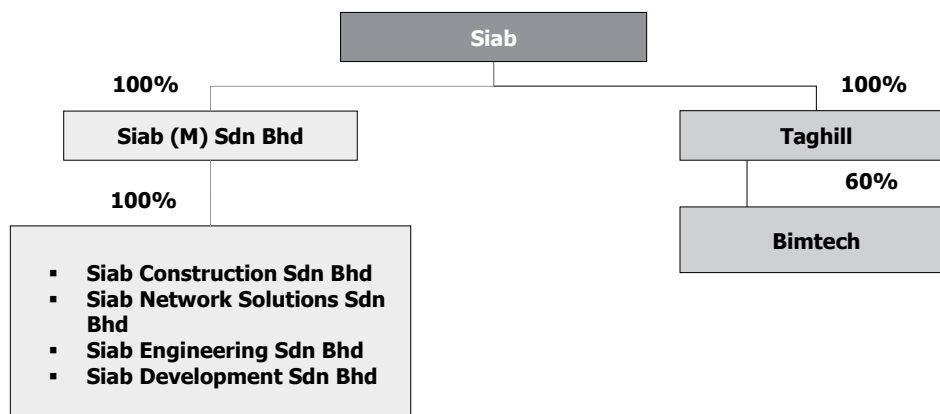 Siab
100%
100%
Siab (M) Sdn Bhd
Taghill
100%
60%
Bimtech
▪ Siab Construction Sdn Bhd
▪ Siab Network Solutions Sdn
Bhd
▪ Siab Engineering Sdn Bhd
▪ Siab Development Sdn Bhd